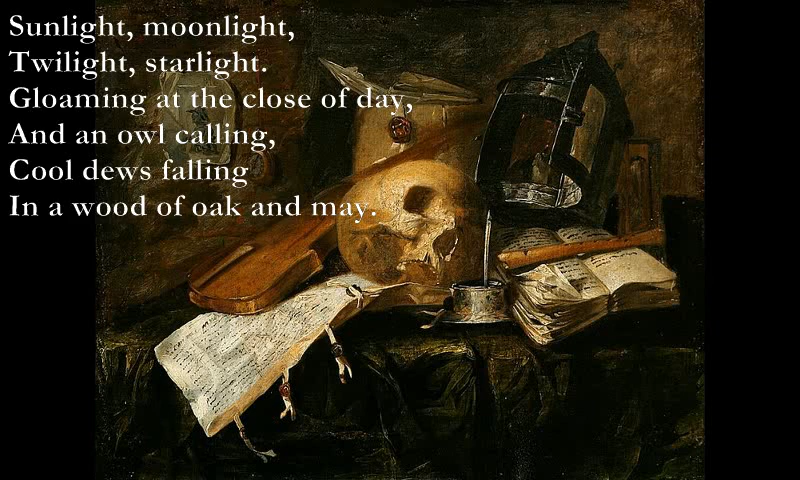 Sunlight, moonlight,
Twilight, starlight.
Gloaming at the close of day,
And an owl calling,
Cool dews falling
In a wood of oak and may.